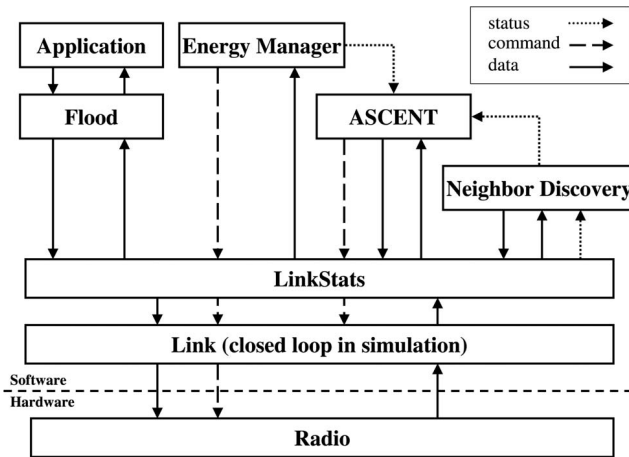 status
command
data
Application
Energy Manager
Flood
ASCENT
Neighbor Discovery
LinkStats
Link (closed loop in simulation)
Software
Hardware
Radio